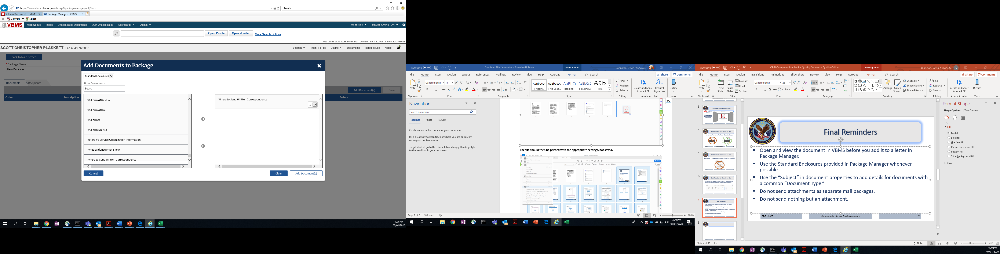 https://www.vbms.vba.va.gov/vbmsp2/packagemanager/null/docs
Search...
Veteran Documents - VBMS - V...
Package Manager - VBMS
x Convert Select
VBMS Work Queue Intake Unassociated Documents LCM Unassociated Scorecards Admin My History DEVIN JOHNSTON
Open Profile Open eFolder More Search Options
Wed Jul 01 2020 02:55:56PM EDT, Version 19.0.1-20200619-1101, ID 7516606
SCOTT CHRISTOPHER PLASKETT File #: 486923850
Veteran Intent To File Claims Documents Rated Issues Notes
Back to Main Screen
* Package Name:
New Package
Documents Recipients
Add Document(s) Save
Order Description Delete
Add Documents to Package
Standard Enclosures
Filter Documents:
Search
VA Form 4107 VHA
VA Form 4107c
VA Form 9
VA Form DD 293
Veteran's Service Organization Information
What Evidence Must Show
Where to Send Written Correspondence
Where to Send Written Correspondence
1
Cancel
Clear
Add Document(s)
4:29 PM
07/01/2020
AutoSave Off
Combing Files in Adobe - Saved to U: Drive
Picture Tools
Johnston, Devin VBAVACO
File Home Insert Design Layout References Mailings Review View Help Acrobat Format Search
Share Comments
Paste
Calibri (Body) 11
AaBbCcDc AaBbCcDc AaBbCc AaBbCcC AaB
¶ Normal ¶ No Spac... Heading 1 Heading 2 Title
Find
Replace
Select
Create and Share Adobe PDF
Request Signatures
Dictate
Clipboard Font Paragraph Styles Editing Adobe Acrobat Voice
Navigation
Search document
Headings Pages Results
Create an interactive outline of your document.
It's a great way to keep track of where you are or quickly
move your content around.
To get started, go to the Home tab and apply Heading styles
to the headings in your document.
The file should then be printed with the appropriate settings, not saved.
Page 2 of 3 103 words
100%
4:29 PM
07/01/2020
AutoSave Off
OBPI Compensation Service Quality Assurance Quality Call Jul...
Drawing Tools
Johnston, Devin VBAVACO JD
File Home Insert Design Transitions Animations Slide Show Review View Help Acrobat Format Search
Share Comments
Paste
New Slide
Reuse Slides
Layout
Reset
Section
Calibri (Body) 28
Arrange
Quick Styles
Shape Fill
Shape Outline
Shape Effects
Find
Replace
Select
Create and Share Adobe PDF
Dictate
Clipboard Slides Font Paragraph Drawing Editing Adobe Acrobat Voice
3
4
5
6
7
8
Final Reminders
Open and view the document in VBMS before you add it to a letter in
Package Manager.
Use the Standard Enclosures provided in Package Manager whenever
possible.
Use the “Subject” in document properties to add details for documents with
a common “Document Type.”
Do not send attachments as separate mail packages.
Do not send nothing but an attachment.
07/01/2020 Compensation Service Quality Assurance 7
Format Shape
Shape Options Text Options
Fill
No fill
Solid fill
Gradient fill
Picture or texture fill
Pattern fill
Slide background fill
Line
Slide 7 of 11
Notes
69%
4:29 PM
07/01/2020